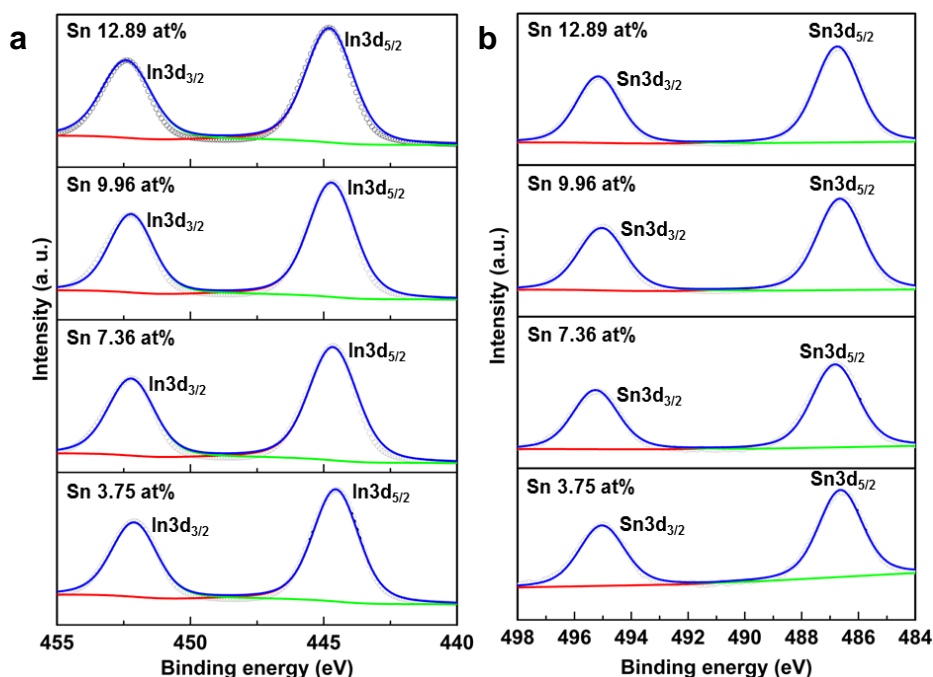 a
Intensity (a. u.)
Sn 12.89 at%
In3d3/2
In3d5/2
Sn 9.96 at%
In3d3/2
In3d5/2
Sn 7.36 at%
In3d3/2
In3d5/2
Sn 3.75 at%
In3d3/2
In3d5/2
455 450 445 440
Binding energy (eV)
b
Intensity (a.u.)
Sn 12.89 at%
Sn3d3/2
Sn3d5/2
Sn 9.96 at%
Sn3d3/2
Sn3d5/2
Sn 7.36 at%
Sn3d3/2
Sn3d5/2
Sn 3.75 at%
Sn3d3/2
Sn3d5/2
498 496 494 492 490 488 486 484
Binding energy (eV)